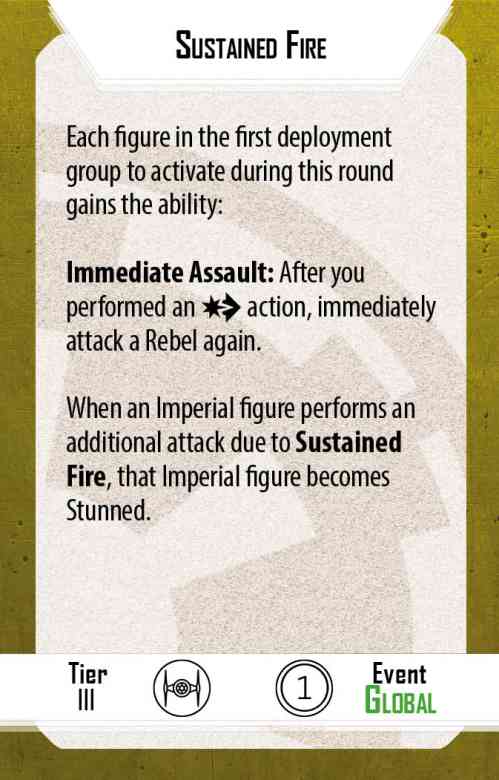 Sustained Fire
Each figure in the first deployment
group to activate during this round
gains the ability:
Immediate Assault: After you
performed an action, immediately
attack a Rebel again.
When an Imperial figure performs an
additional attack due to Sustained
Fire, that Imperial figure becomes
Stunned.
Tier
III
1
Event
Global